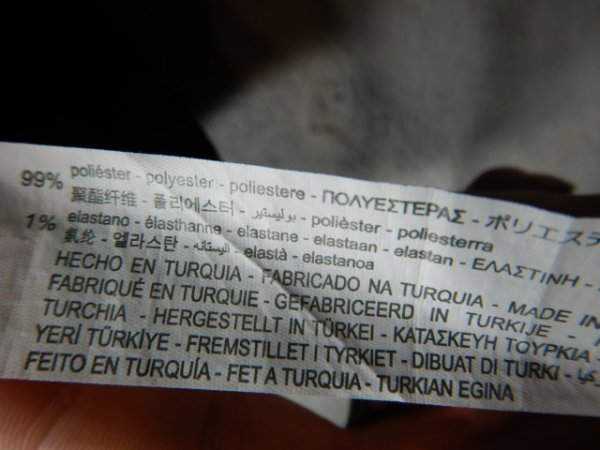 99% poliéster - polyester - poliestere - ΠΟΛΥΕΣΤΕΡΑΣ - ポリエステ
聚酯纤维 - 폴리에스터 - بوليستير - polièster - poliesterra
1% elastano - élasthanne - elastane - elastaan - elastan - ΕΛΑΣΤΙΝΗ -
氨纶 - 엘라스탄 - الیستانه - elastà - elastanoa
HECHO EN TURQUIA - FABRICADO NA TURQUIA - MADE IN
FABRIQUÉ EN TURQUIE - GEFABRICEERD IN TURKIJE -
TURCHIA - HERGESTELLT IN TÜRKEI - ΚΑΤΑΣΚΕΥΗ ΤΟΥΡΚΙΑ -
YERİ TÜRKİYE - FREMSTILLET I TYRKIET - DIBUAT DI TURKI -
FEITO EN TURQUÍA - FET A TURQUIA - TURKIAN EGINA